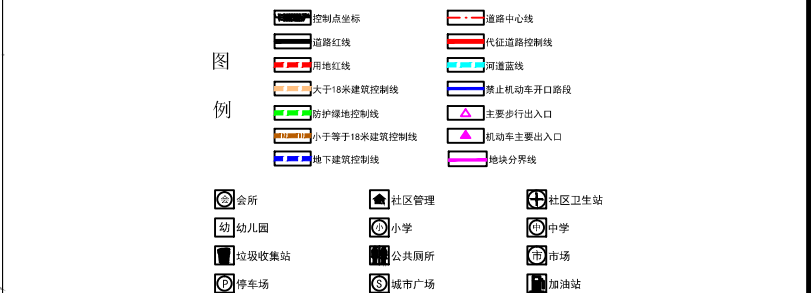 图例
控制点坐标 道路中心线
道路红线 代征道路控制线
用地红线 河道蓝线
大于18米建筑控制线 禁止机动车开口路段
防护绿地控制线 主要步行出入口
小于等于18米建筑控制线 机动车主要出入口
地下建筑控制线 地块分界线
会 会所 社区管理 社区卫生站
幼 幼儿园 小 小学 中 中学
垃圾收集站 公共厕所 市 市场
P 停车场 S 城市广场 加油站